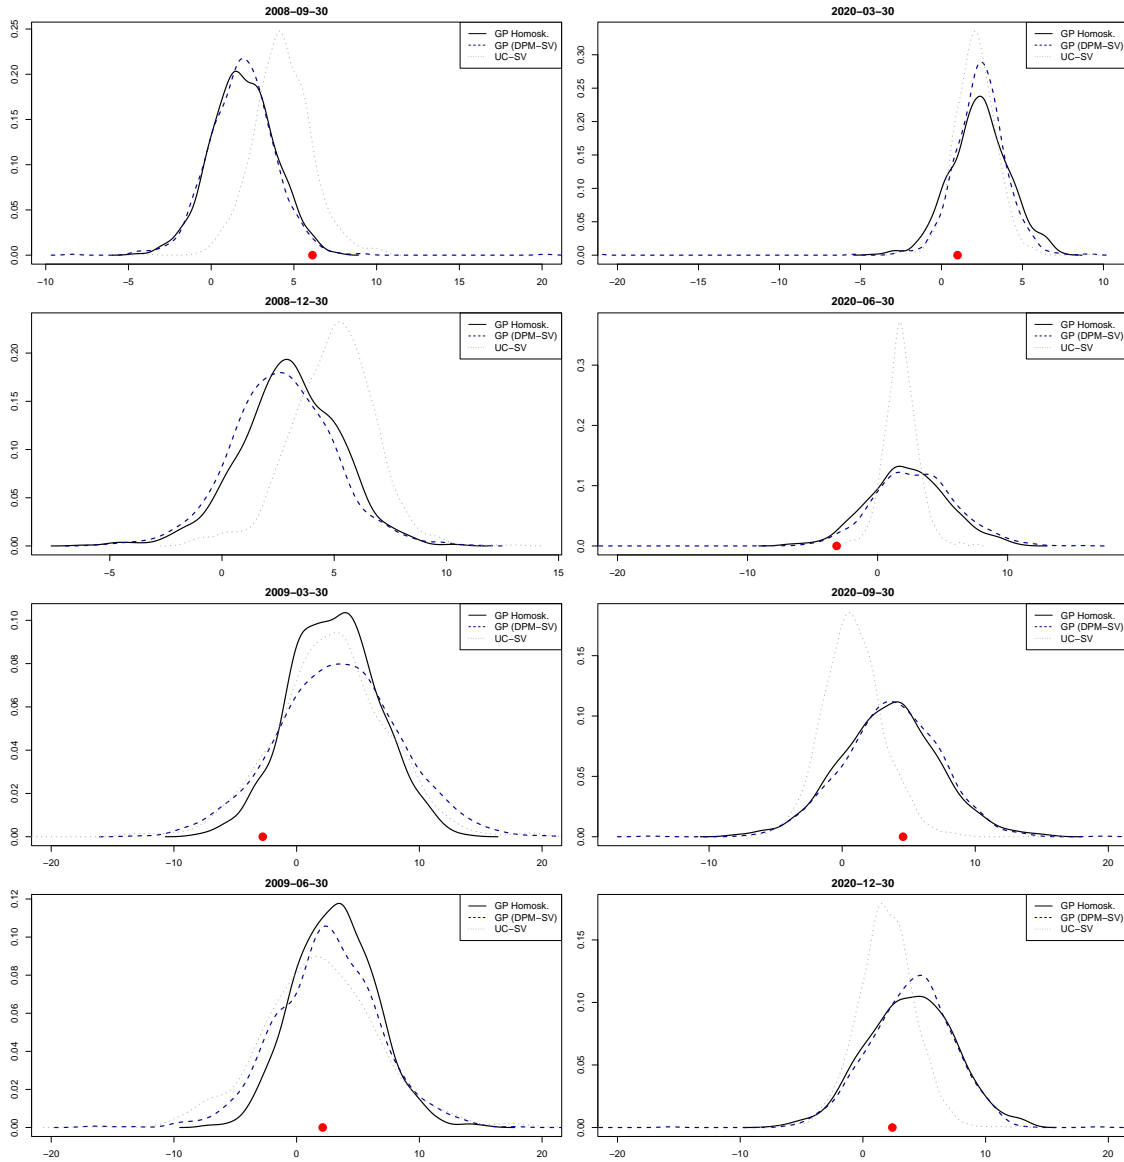 2008−09−30
GP Homosk.
GP (DPM−SV)
UC−SV
0.00 0.05 0.10 0.15 0.20 0.25
−10 −5 0 5 10 15 20
2020−03−30
GP Homosk.
GP (DPM−SV)
UC−SV
0.00 0.05 0.10 0.15 0.20 0.25 0.30
−20 −15 −10 −5 0 5 10
2008−12−30
GP Homosk.
GP (DPM−SV)
UC−SV
0.00 0.05 0.10 0.15 0.20
−5 0 5 10 15
2020−06−30
GP Homosk.
GP (DPM−SV)
UC−SV
0.0 0.1 0.2 0.3
−20 −10 0 10
2009−03−30
GP Homosk.
GP (DPM−SV)
UC−SV
0.00 0.02 0.04 0.06 0.08 0.10
−20 −10 0 10 20
2020−09−30
GP Homosk.
GP (DPM−SV)
UC−SV
0.00 0.05 0.10 0.15
−10 0 10 20
2009−06−30
GP Homosk.
GP (DPM−SV)
UC−SV
0.00 0.02 0.04 0.06 0.08 0.10 0.12
−20 −10 0 10 20
2020−12−30
GP Homosk.
GP (DPM−SV)
UC−SV
0.00 0.05 0.10 0.15
−20 −10 0 10 20